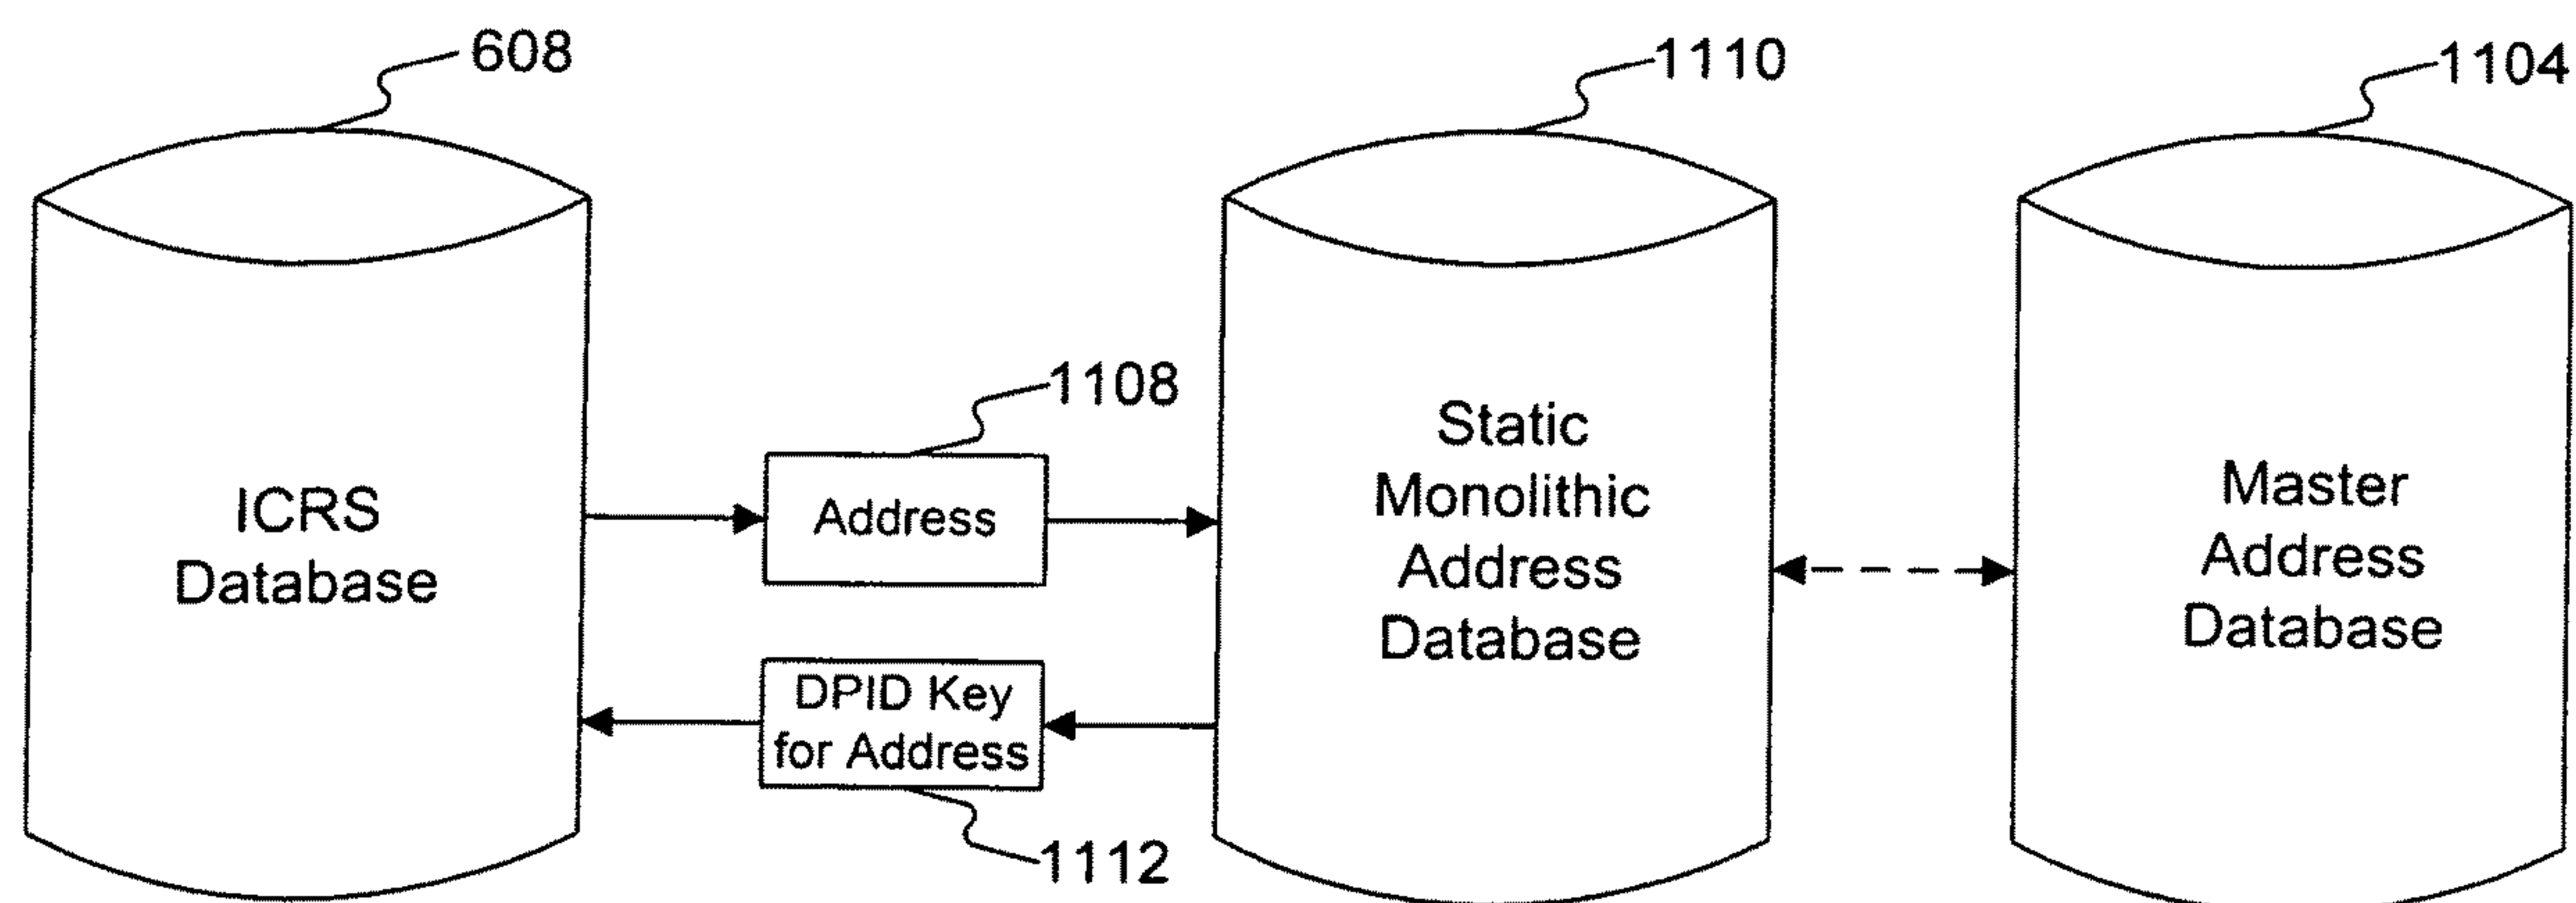 608
1110
1104
1108
ICRS
Database
Address
Static
Monolithic
Address
Database
Master
Address
Database
DPID Key
for Address
1112